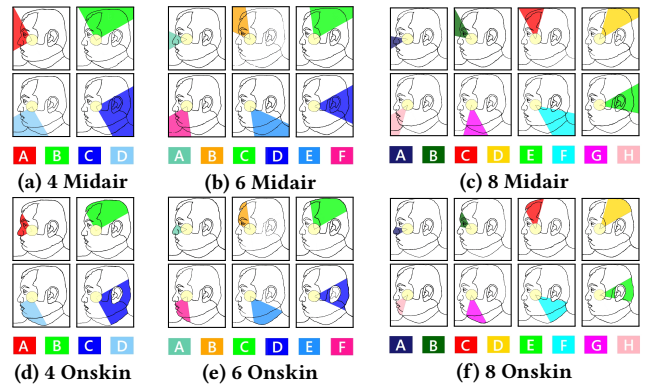 A B C D
A B C D E F
A B C D E F G H
(a) 4 Midair
(b) 6 Midair
(c) 8 Midair
A B C D
A B C D E F
A B C D E F G H
(d) 4 Onskin
(e) 6 Onskin
(f) 8 Onskin